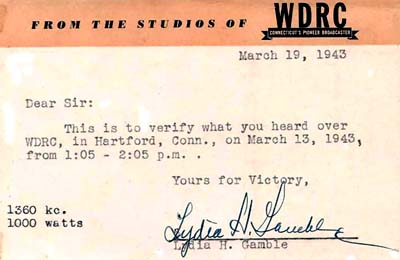 FROM THE STUDIOS OF WDRC
CONNECTICUT'S PIONEER BROADCASTER
March 19, 1943
Dear Sir:
This is to verify what you heard over
WDRC, in Hartford, Conn., on March 13, 1943,
from 1:05 - 2:05 p.m. .
Yours for Victory,
1360 kc.
1000 watts
Lydia H. Gamble
Lydia H. Gamble